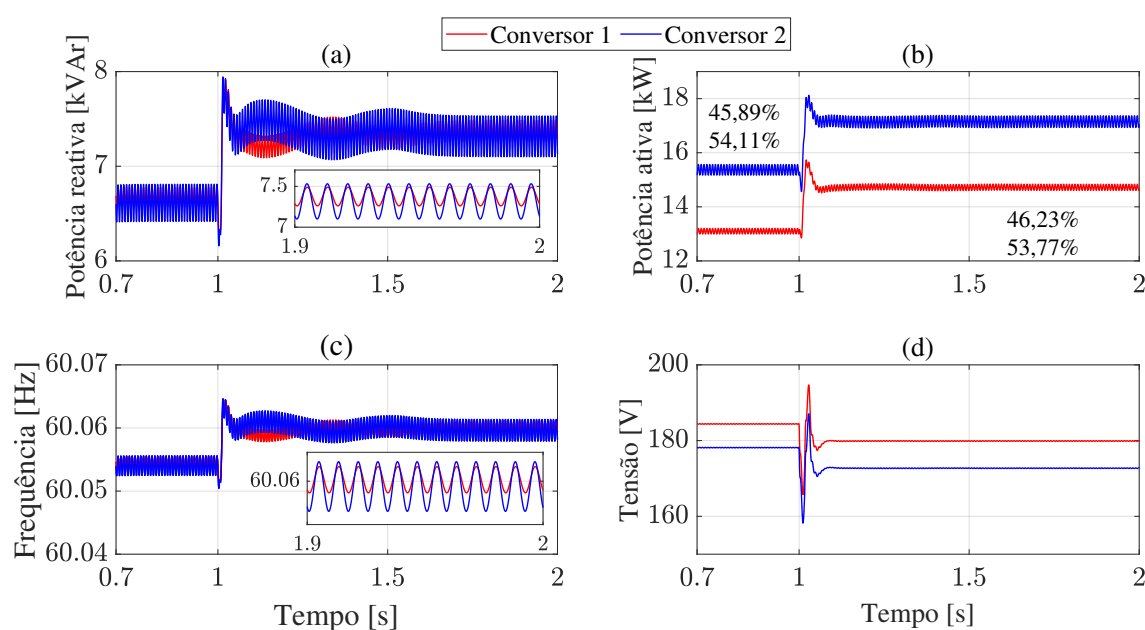 Conversor 1 Conversor 2
(a)
Potência reativa [kVAr]
8
7
6
0.7 1 1.5 2
7.5
7
1.9 2
(b)
Potência ativa [kW]
18
16
14
12
0.7 1 1.5 2
45,89%
54,11%
46,23%
53,77%
(c)
Frequência [Hz]
60.07
60.06
60.05
60.04
0.7 1 1.5 2
60.06
1.9 2
Tempo [s]
(d)
Tensão [V]
200
180
160
0.7 1 1.5 2
Tempo [s]